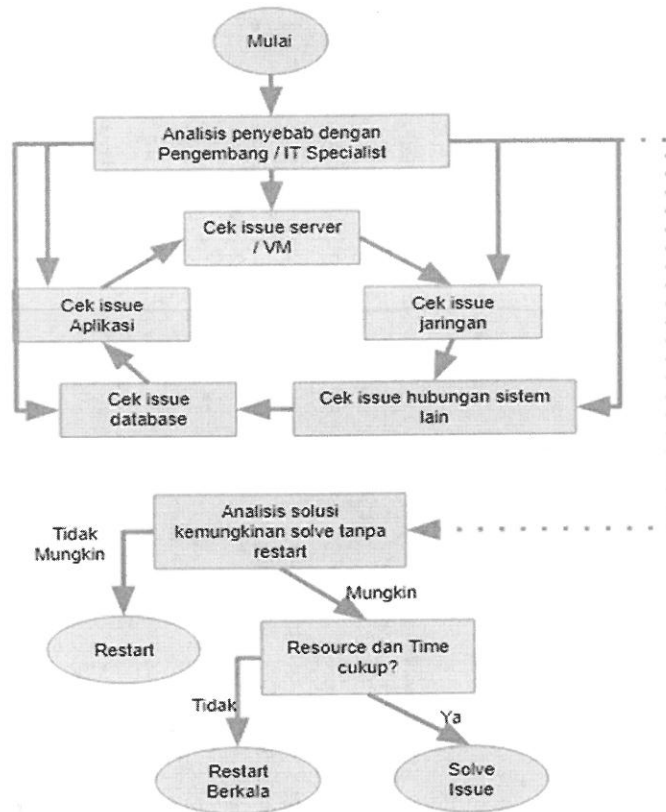 Mulai
Analisis penyebab dengan
Pengembang / IT Specialist
Cek issue server
/ VM
Cek issue
Aplikasi
Cek issue
jaringan
Cek issue
database
Cek issue hubungan sistem
lain
Analisis solusi
kemungkinan solve tanpa
restart
Tidak
Mungkin
Mungkin
Restart
Resource dan Time
cukup?
Tidak
Ya
Restart
Berkala
Solve
Issue